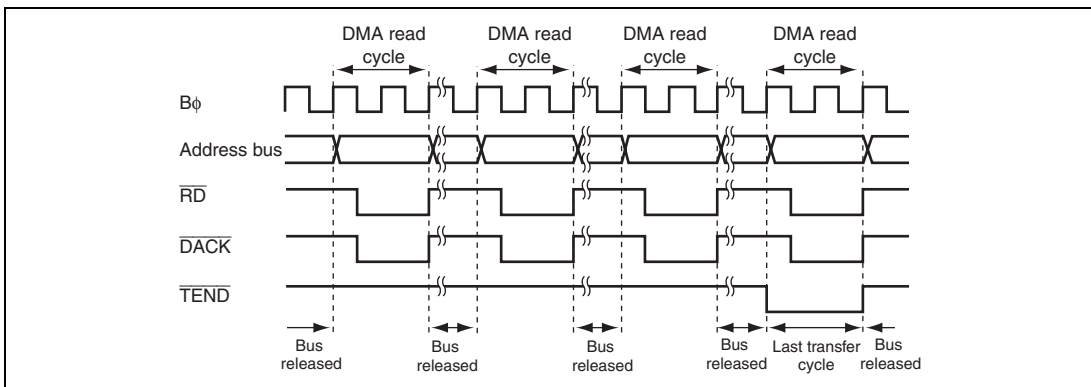 DMA read cycle
DMA read cycle
DMA read cycle
DMA read cycle
Bφ
Address bus
RD
DACK
TEND
Bus released
Bus released
Bus released
Bus released
Last transfer cycle
Bus released